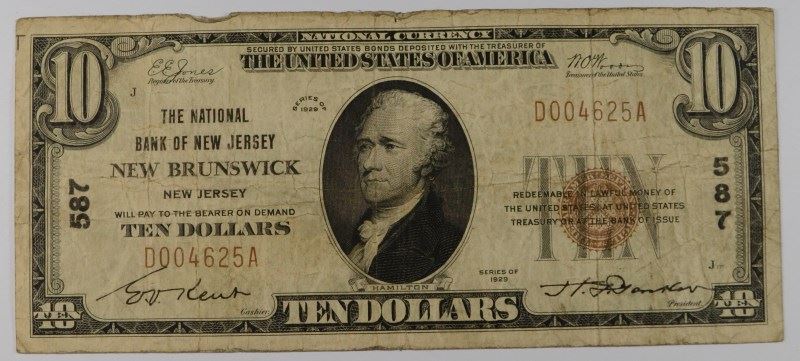 NATIONAL CURRENCY
SECURED BY UNITED STATES BONDS DEPOSITED WITH THE TREASURER OF
THE UNITED STATES OF AMERICA
10
10
E.E. Jones
Register of the Treasury
Treasurer of the United States
J
SERIES OF
1929
D004625A
THE NATIONAL
BANK OF NEW JERSEY
NEW BRUNSWICK
NEW JERSEY
WILL PAY TO THE BEARER ON DEMAND
TEN DOLLARS
D004625A
587
TEN
REDEEMABLE IN LAWFUL MONEY OF
THE UNITED STATES AT UNITED STATES
TREASURY OR AT THE BANK OF ISSUE
587
J
HAMILTON
SERIES OF
1929
Kent
Cashier
President
10
TEN DOLLARS
10